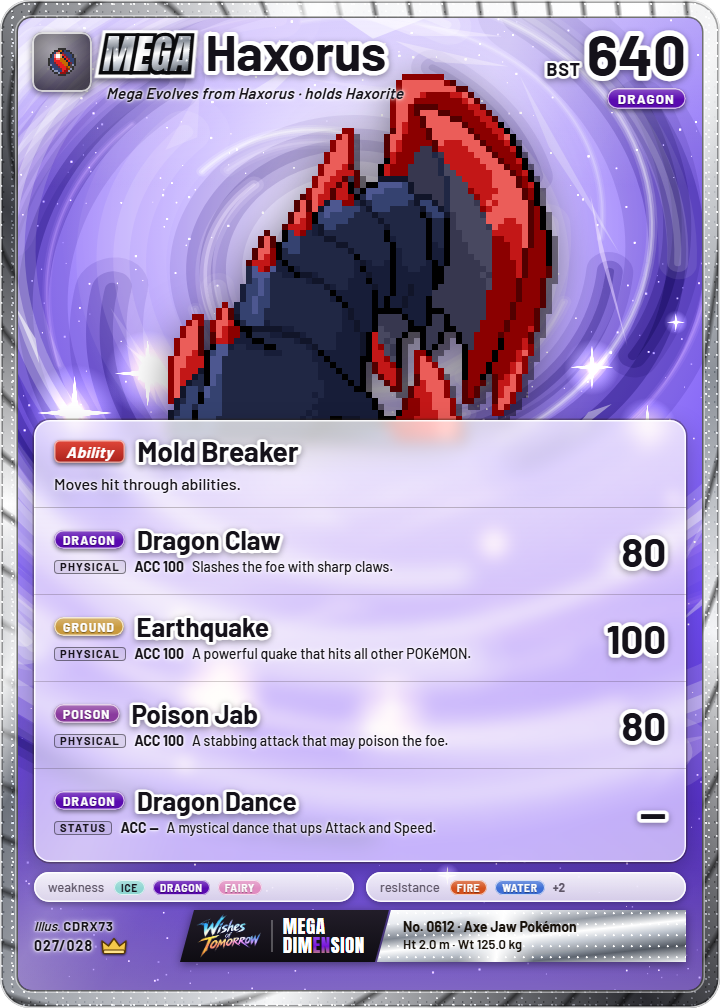 MEGA Haxorus
BST 640
Mega Evolves from Haxorus · holds Haxorite
DRAGON
Ability Mold Breaker
Moves hit through abilities.
DRAGON Dragon Claw
80
PHYSICAL ACC 100 Slashes the foe with sharp claws.
GROUND Earthquake
100
PHYSICAL ACC 100 A powerful quake that hits all other POKéMON.
POISON Poison Jab
80
PHYSICAL ACC 100 A stabbing attack that may poison the foe.
DRAGON Dragon Dance
—
STATUS ACC — A mystical dance that ups Attack and Speed.
weakness ICE DRAGON FAIRY
resistance FIRE WATER +2
Illus. CDRX73
027/028
Wishes of Tomorrow
MEGA DIMENSION
No. 0612 · Axe Jaw Pokémon
Ht 2.0 m · Wt 125.0 kg